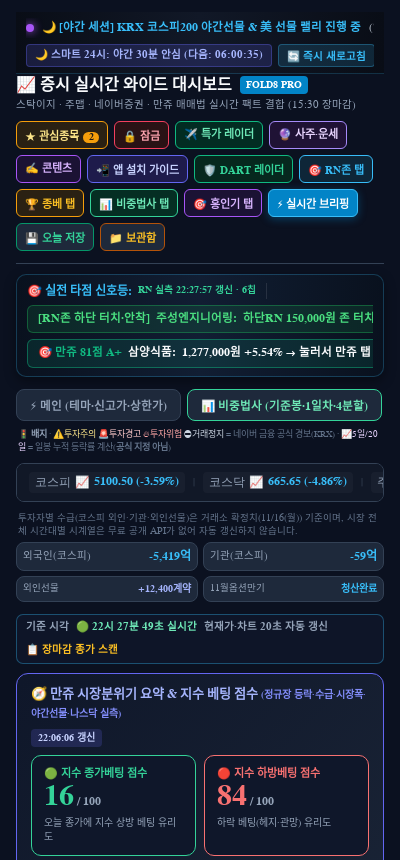 🌙 [야간 세션] KRX 코스피200 야간선물 & 美 선물 랠리 진행 중 (
🌙 스마트 24시: 야간 30분 안심 (다음: 06:00:35) 🔄 즉시 새로고침
📈 증시 실시간 와이드 대시보드 FOLD8 PRO
스탁이지 · 주맵 · 네이버증권 · 만쥬 매매법 실시간 팩트 결합 (15:30 장마감)
⭐ 관심종목 2 🔒 잠금 ✈️ 특가 레이더 🔮 사주·운세
✍️ 콘텐츠 📲 앱 설치 가이드 🛡️ DART 레이더 🎯 RN존 탭
🏆 종베 탭 📊 비중법사 탭 🎯 홍인기 탭 ⚡ 실시간 브리핑
💾 오늘 저장 📁 보관함
🎯 실전 타점 신호등: RN 실측 22:27:57 갱신 · 6칩
[RN존 하단 터치·안착] 주성엔지니어링: 하단RN 150,000원 존 터치
🎯 만쥬 81점 A+ 삼양식품: 1,277,000원 +5.54% → 눌러서 만쥬 탭
⚡ 메인 (테마·신고가·상한가) 📊 비중법사 (기준봉·1일차·4분할)
🚦 배지 · ⚠️투자주의 🚨투자경고 ⛔투자위험 ⛔거래정지 = 네이버 금융 공식 경보(KRX) · 📈5일/20
일 = 일봉 누적 등락률 계산(공식 지정 아님)
코스피 📈 5100.50 (-3.59%) 코스닥 📈 665.65 (-4.86%)
투자자별 수급(코스피 외인·기관·외인선물)은 거래소 확정치(11/16(월)) 기준이며, 시장 전
체 시간대별 시계열은 무료 공개 API가 없어 자동 갱신하지 않습니다.
외국인(코스피) -5,419억 기관(코스피) -59억
외인선물 +12,400계약 11월옵션만기 청산완료
기준 시각 🟢 22시 27분 49초 실시간 현재가·차트 20초 자동 갱신
📋 장마감 종가 스캔
🧭 만쥬 시장분위기 요약 & 지수 베팅 점수 (정규장 등락·수급·시장폭·
야간선물·나스닥 실측)
22:06:06 갱신
🟢 지수 종가베팅 점수 🔴 지수 하방베팅 점수
16 / 100 84 / 100
오늘 종가에 지수 상방 베팅 유리 하락 베팅(헤지·관망) 유리도
도